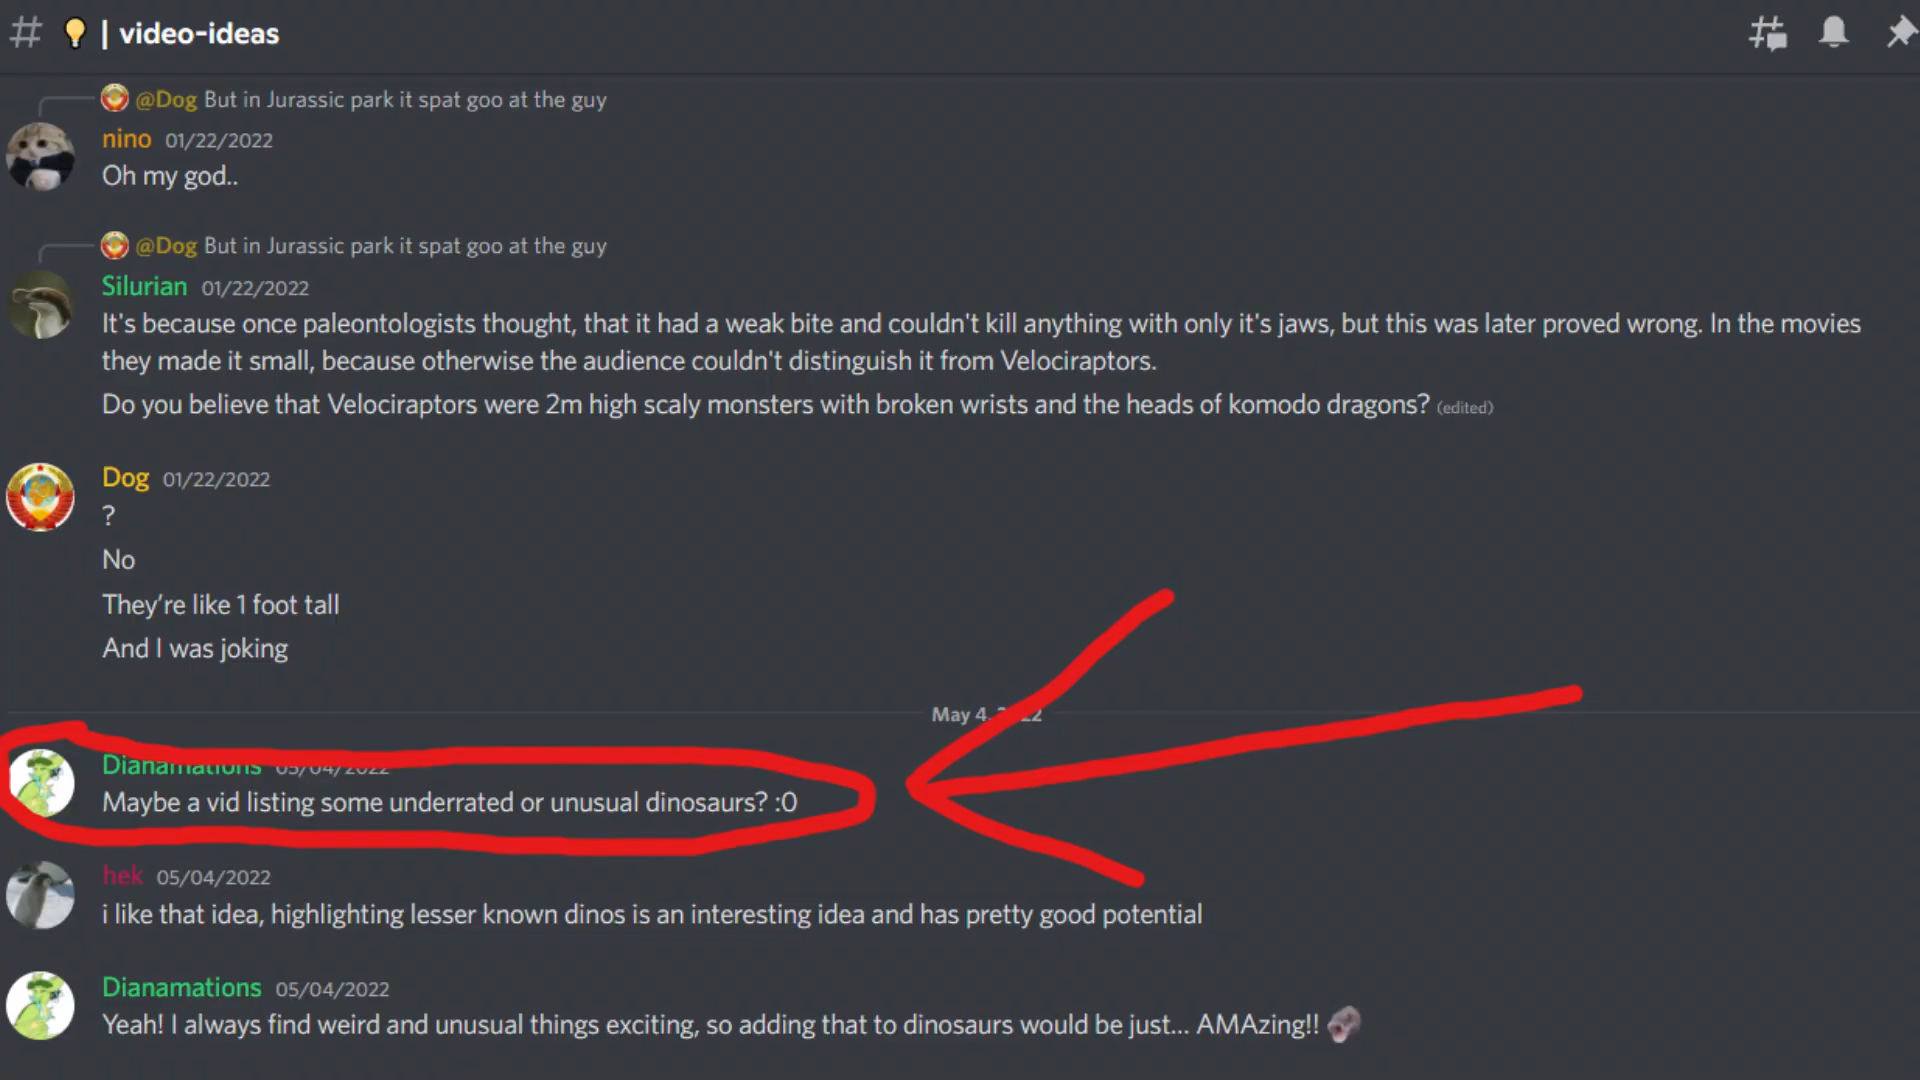 | video-ideas
@Dog But in Jurassic park it spat goo at the guy
nino 01/22/2022
Oh my god..
@Dog But in Jurassic park it spat goo at the guy
Silurian 01/22/2022
It's because once paleontologists thought, that it had a weak bite and couldn't kill anything with only it's jaws, but this was later proved wrong. In the movies
they made it small, because otherwise the audience couldn't distinguish it from Velociraptors.
Do you believe that Velociraptors were 2m high scaly monsters with broken wrists and the heads of komodo dragons? (edited)
Dog 01/22/2022
?
No
They’re like 1 foot tall
And I was joking
May 4, 2022
Dianamations 05/04/2022
Maybe a vid listing some underrated or unusual dinosaurs? :O
hek 05/04/2022
i like that idea, highlighting lesser known dinos is an interesting idea and has pretty good potential
Dianamations 05/04/2022
Yeah! I always find weird and unusual things exciting, so adding that to dinosaurs would be just... AMAzing!!